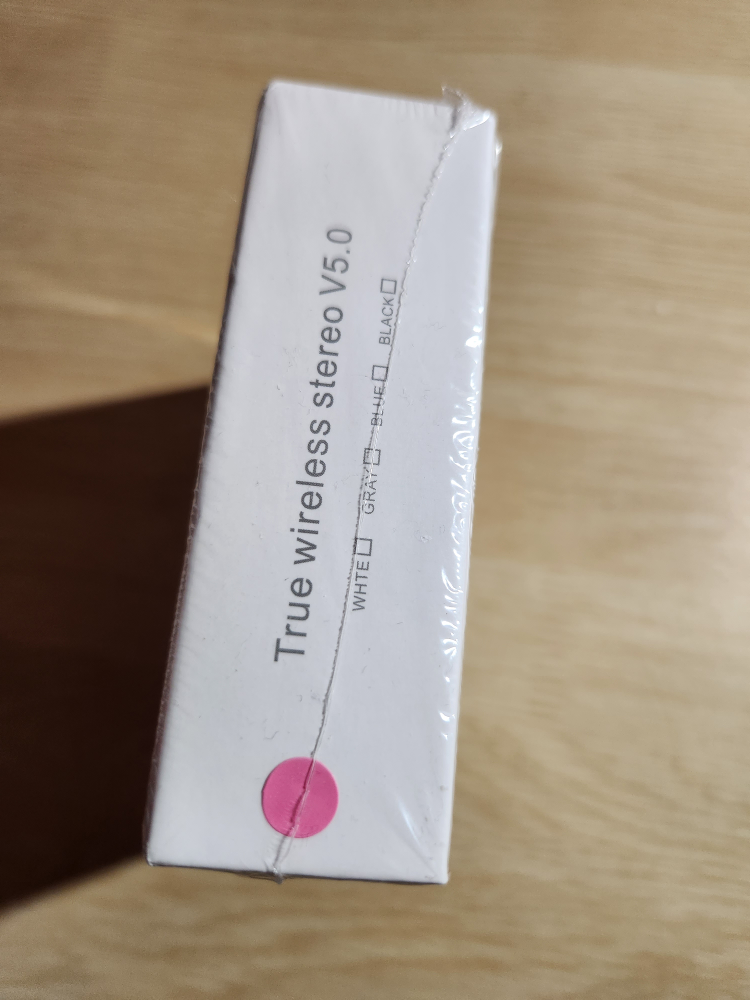 True wireless stereo V5.0
WHTE☐ GRAY☐ BLUE☐ BLACK☐